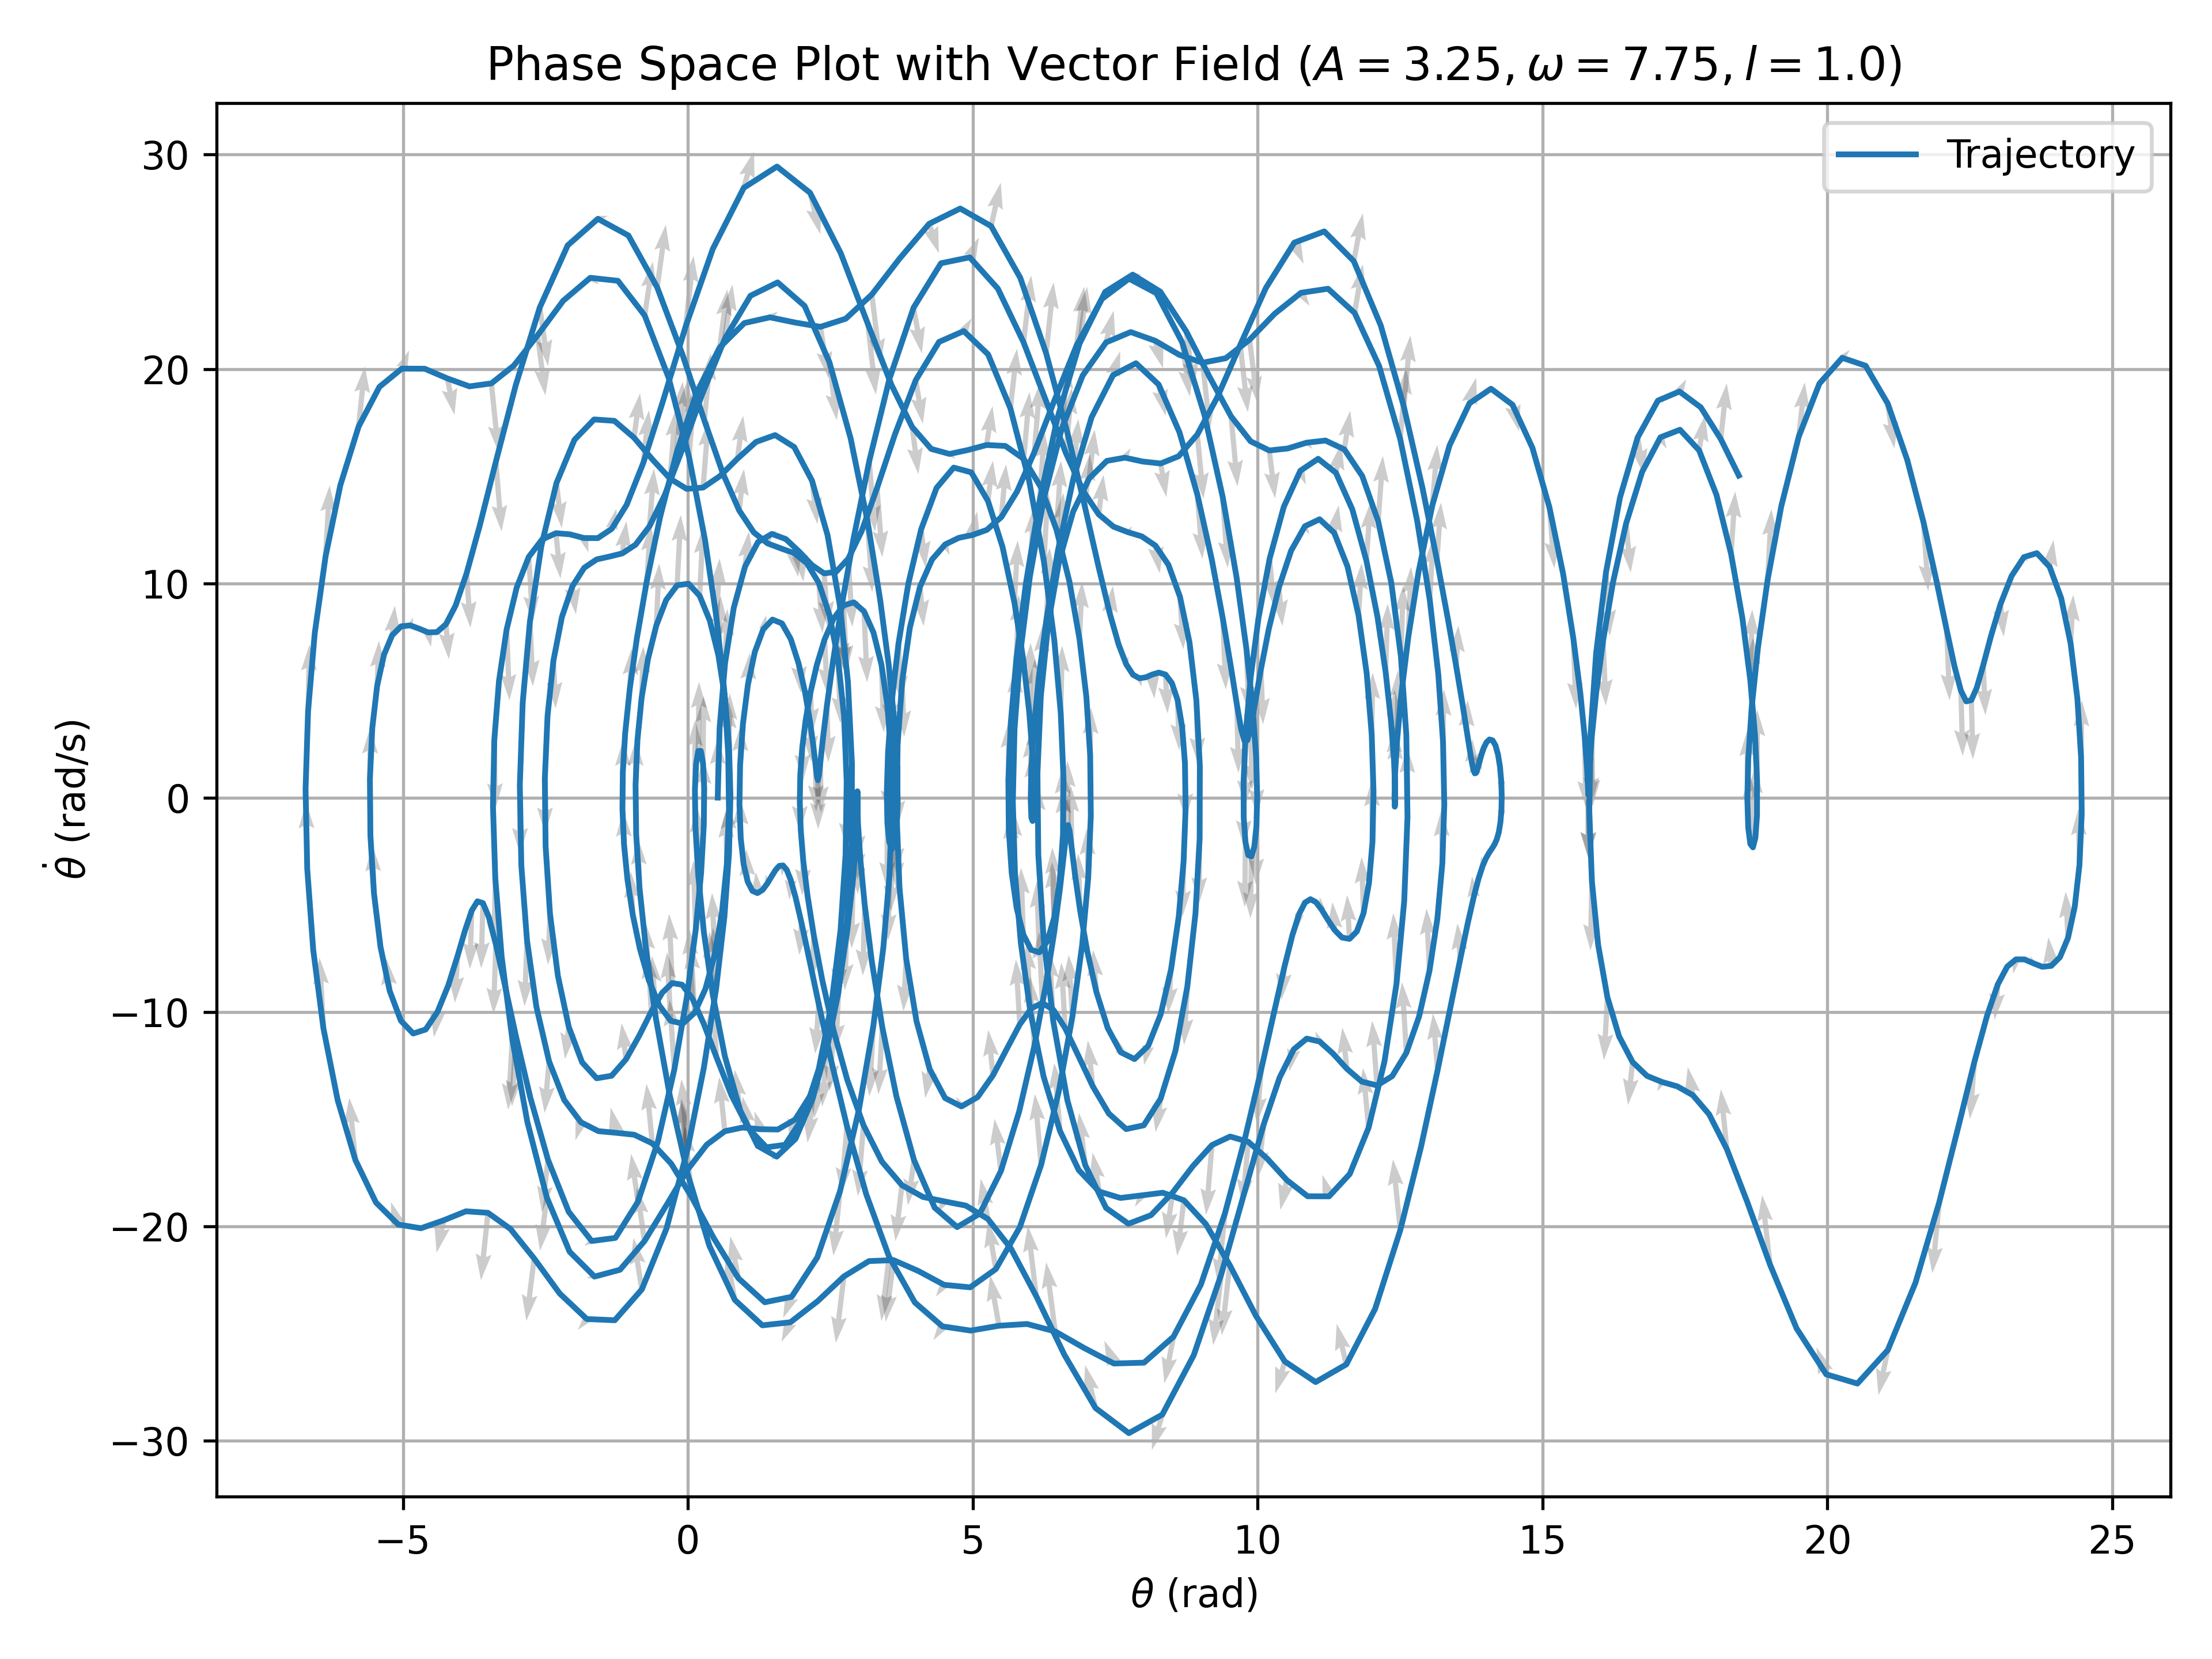 Phase Space Plot with Vector Field (A = 3.25, ω = 7.75, l = 1.0)
Trajectory
30
20
10
0
−10
−20
−30
θ̇ (rad/s)
−5 0 5 10 15 20 25
θ (rad)